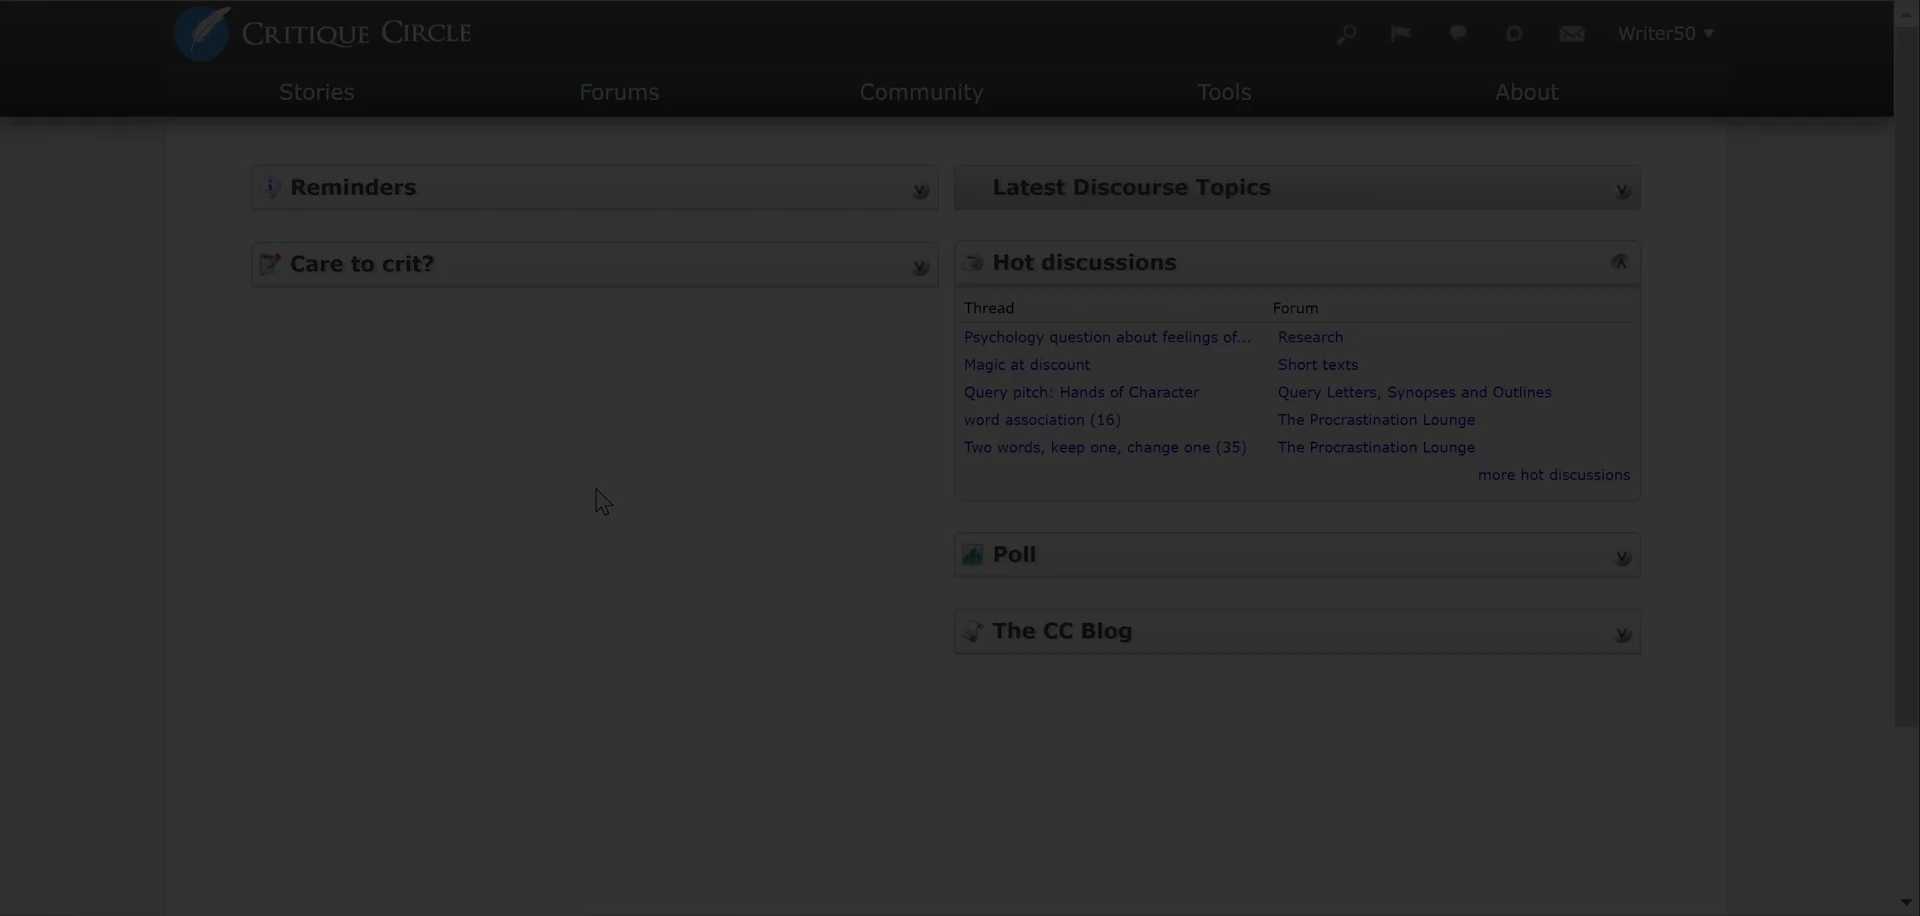 CRITIQUE CIRCLE
Writer50
Stories Forums Community Tools About
Reminders
Care to crit?
Latest Discourse Topics
Hot discussions
Thread Forum
Psychology question about feelings of... Research
Magic at discount Short texts
Query pitch: Hands of Character Query Letters, Synopses and Outlines
word association (16) The Procrastination Lounge
Two words, keep one, change one (35) The Procrastination Lounge
more hot discussions
Poll
The CC Blog